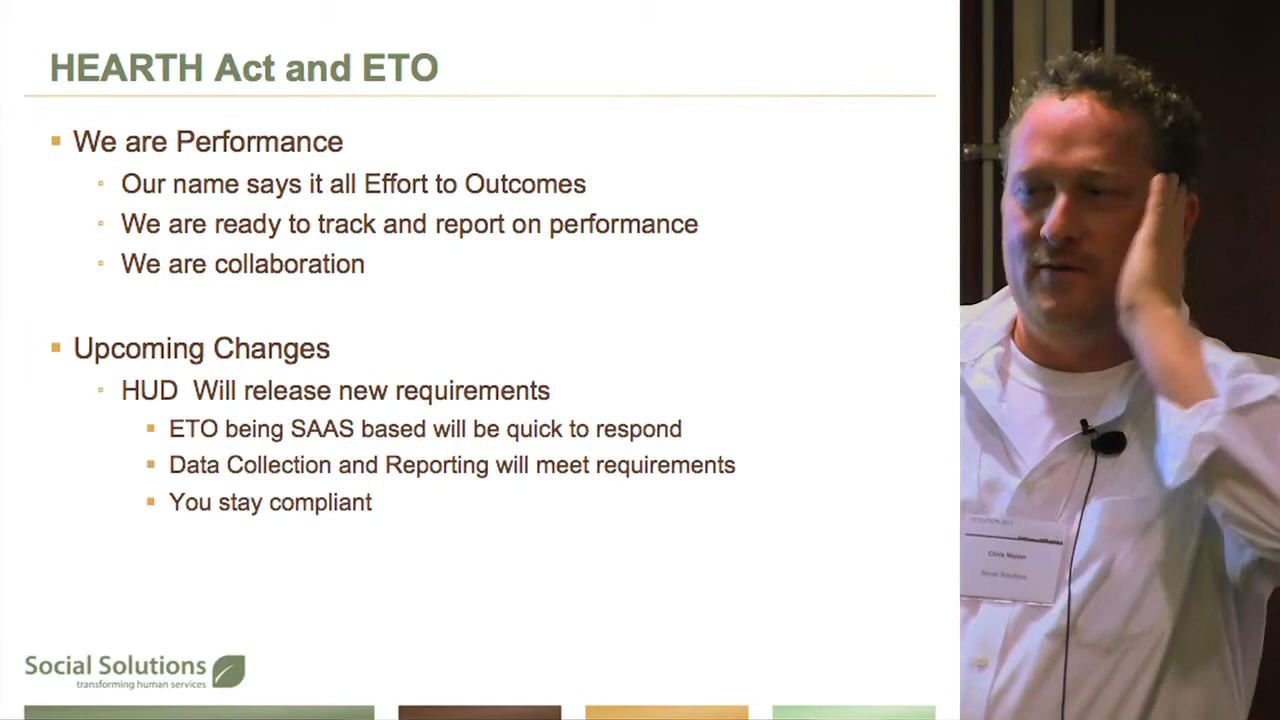 HEARTH Act and ETO
We are Performance
Our name says it all Effort to Outcomes
We are ready to track and report on performance
We are collaboration
Upcoming Changes
HUD Will release new requirements
ETO being SAAS based will be quick to respond
Data Collection and Reporting will meet requirements
You stay compliant
Social Solutions
transforming human services
Chris
Social Solutions